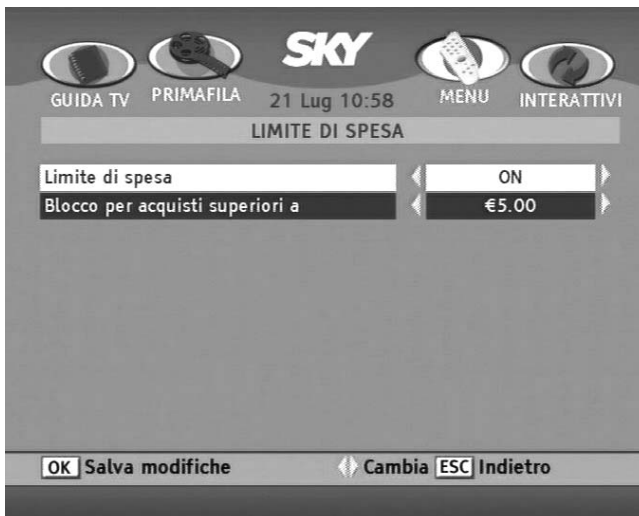 SKY
GUIDA TV PRIMAFILA 21 Lug 10:58 MENU INTERATTIVI
LIMITE DI SPESA
Limite di spesa ON
Blocco per acquisti superiori a €5.00
OK Salva modifiche Cambia ESC Indietro